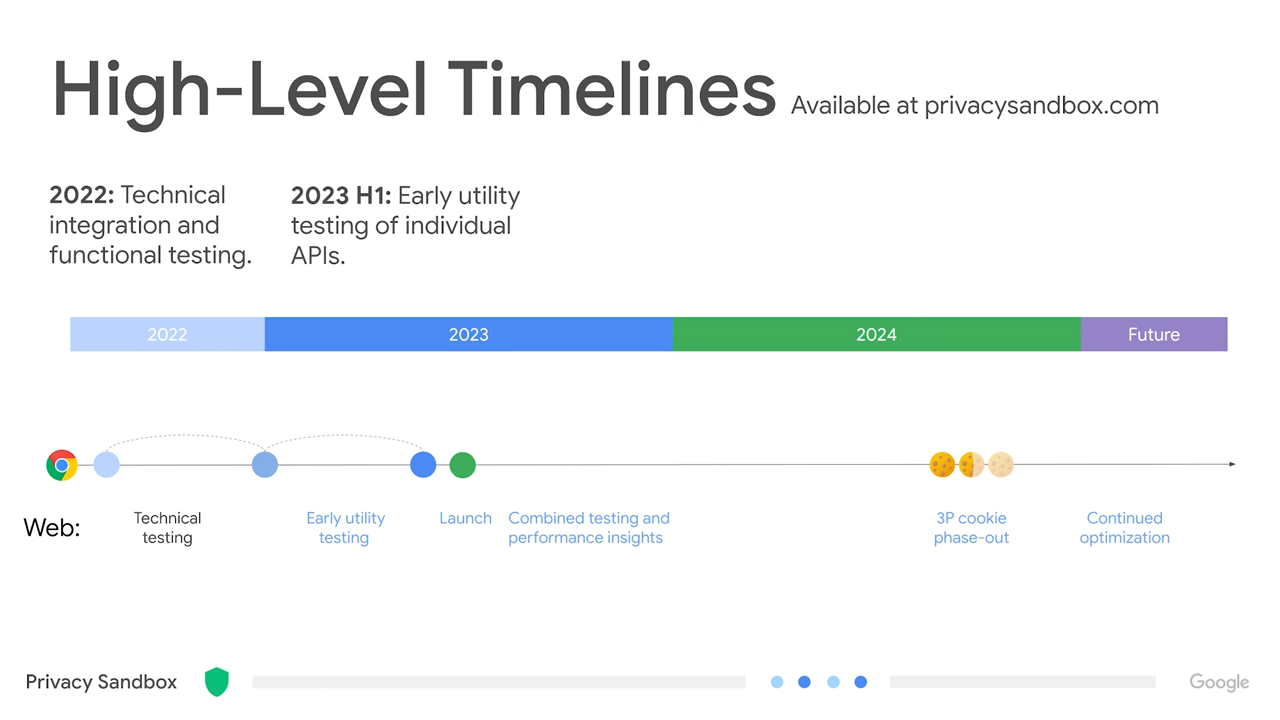 High-Level Timelines Available at privacysandbox.com
2022: Technical
integration and
functional testing.
2023 H1: Early utility
testing of individual
APIs.
2022
2023
2024
Future
Web:
Technical
testing
Early utility
testing
Launch
Combined testing and
performance insights
3P cookie
phase-out
Continued
optimization
Privacy Sandbox
Google